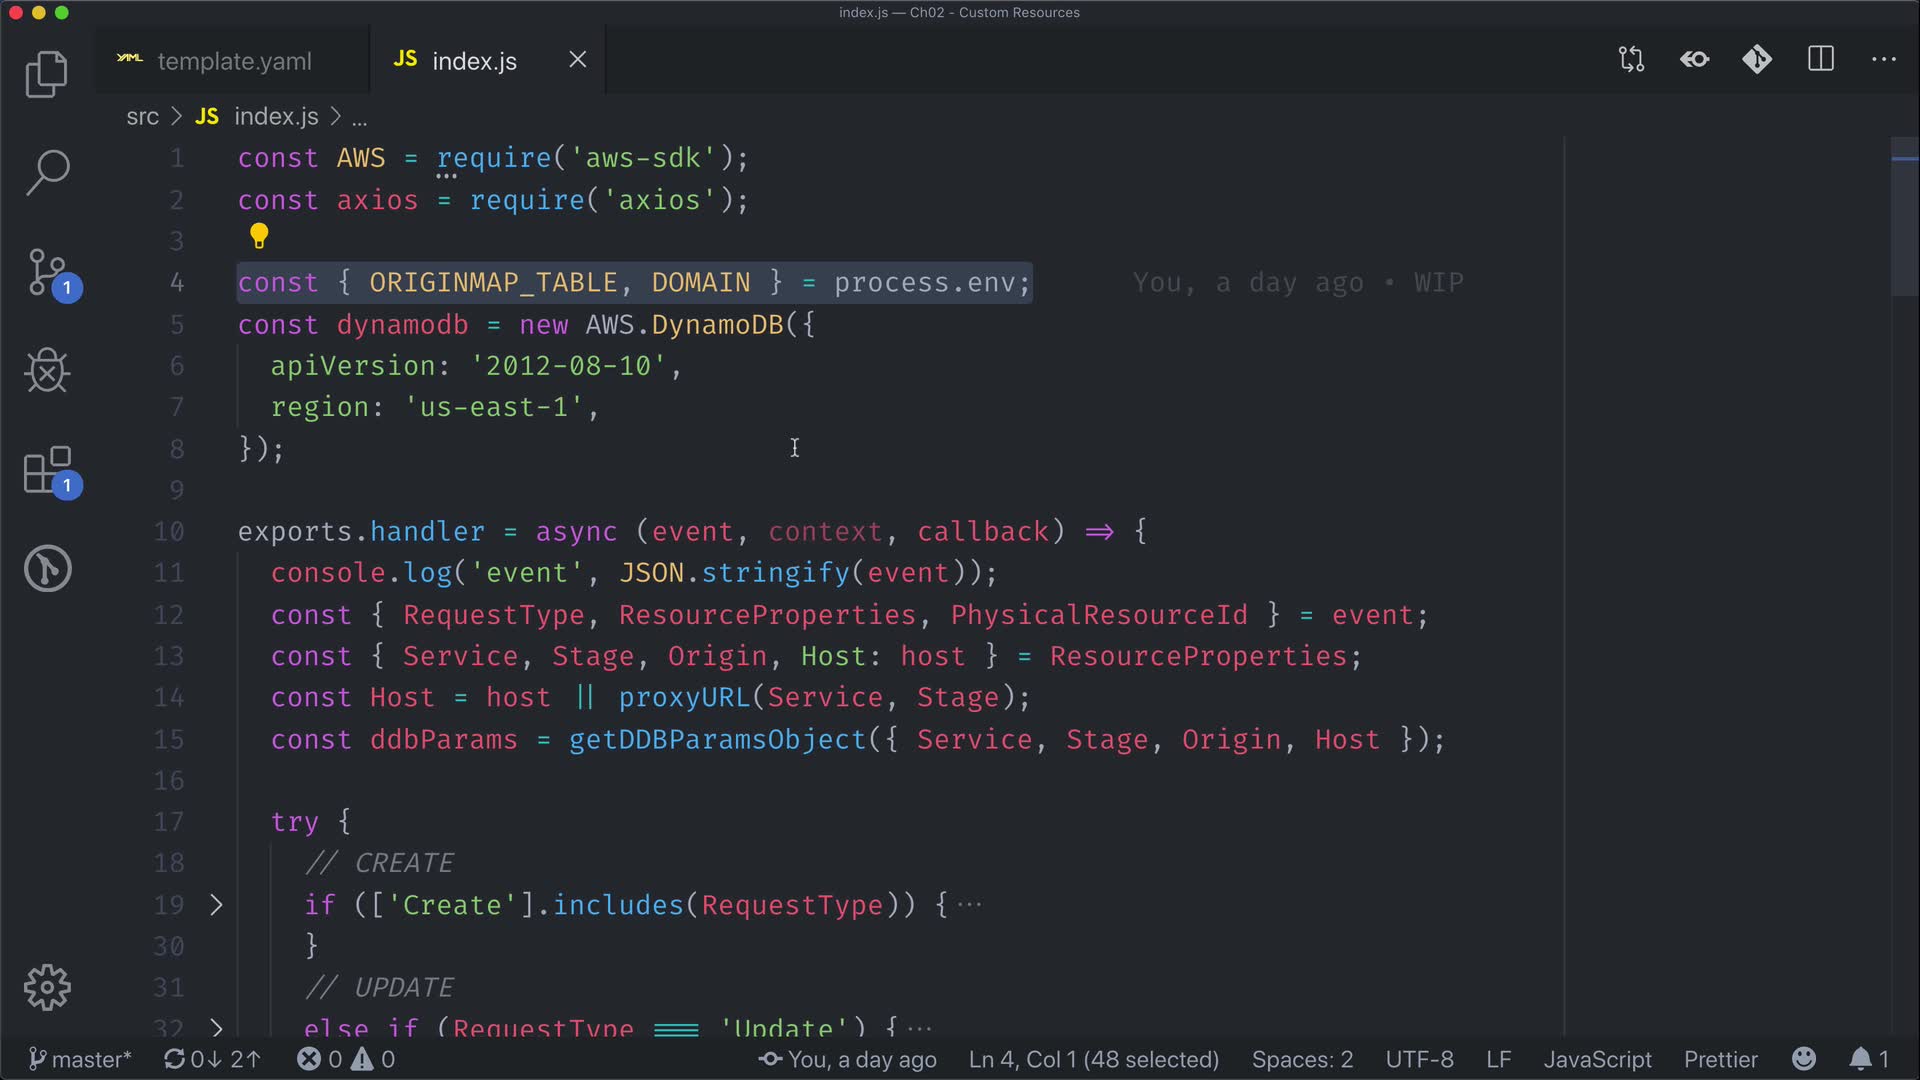 index.js — Ch02 - Custom Resources
YAML template.yaml JS index.js
src > JS index.js > ...
1 const AWS = require('aws-sdk');
2 const axios = require('axios');
3
4 const { ORIGINMAP_TABLE, DOMAIN } = process.env; You, a day ago • WIP
5 const dynamodb = new AWS.DynamoDB({
6 apiVersion: '2012-08-10',
7 region: 'us-east-1',
8 });
9
10 exports.handler = async (event, context, callback) => {
11 console.log('event', JSON.stringify(event));
12 const { RequestType, ResourceProperties, PhysicalResourceId } = event;
13 const { Service, Stage, Origin, Host: host } = ResourceProperties;
14 const Host = host || proxyURL(Service, Stage);
15 const ddbParams = getDDBParamsObject({ Service, Stage, Origin, Host });
16
17 try {
18 // CREATE
19 if (['Create'].includes(RequestType)) {···
30 }
31 // UPDATE
32 else if (RequestType === 'Update') {···
1
1
master* 0↓ 2↑ 0 0 You, a day ago Ln 4, Col 1 (48 selected) Spaces: 2 UTF-8 LF JavaScript Prettier 1